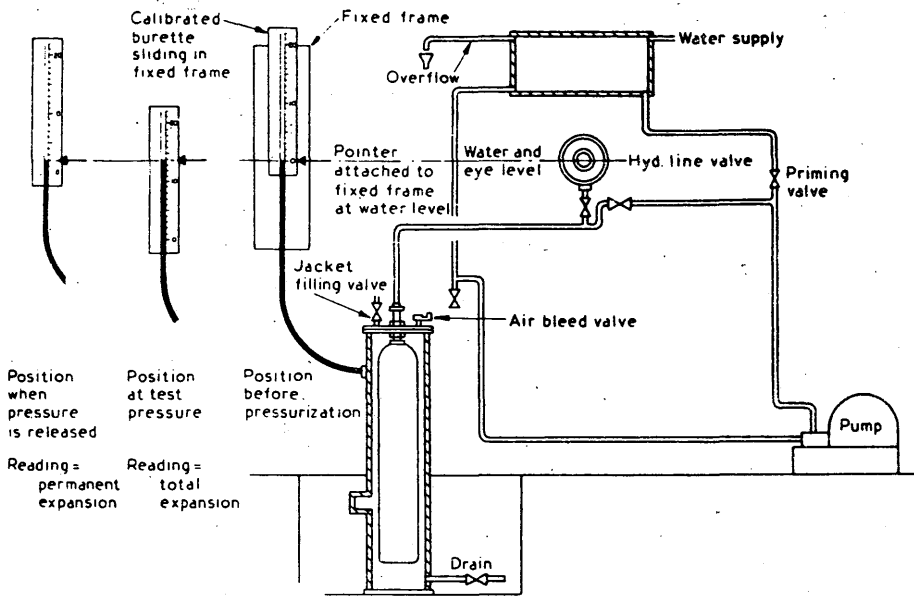 Calibrated
burette
sliding in
fixed frame
Fixed frame
Water supply
Overflow
Pointer
attached to
fixed frame
at water level
Water and
eye level
Hyd. line valve
Priming
valve
Jacket
filling valve
Air bleed valve
Position
when
pressure
is released
Reading =
permanent
expansion
Position
at test
pressure
Reading =
total
expansion
Position
before.
pressurization
Pump
Drain